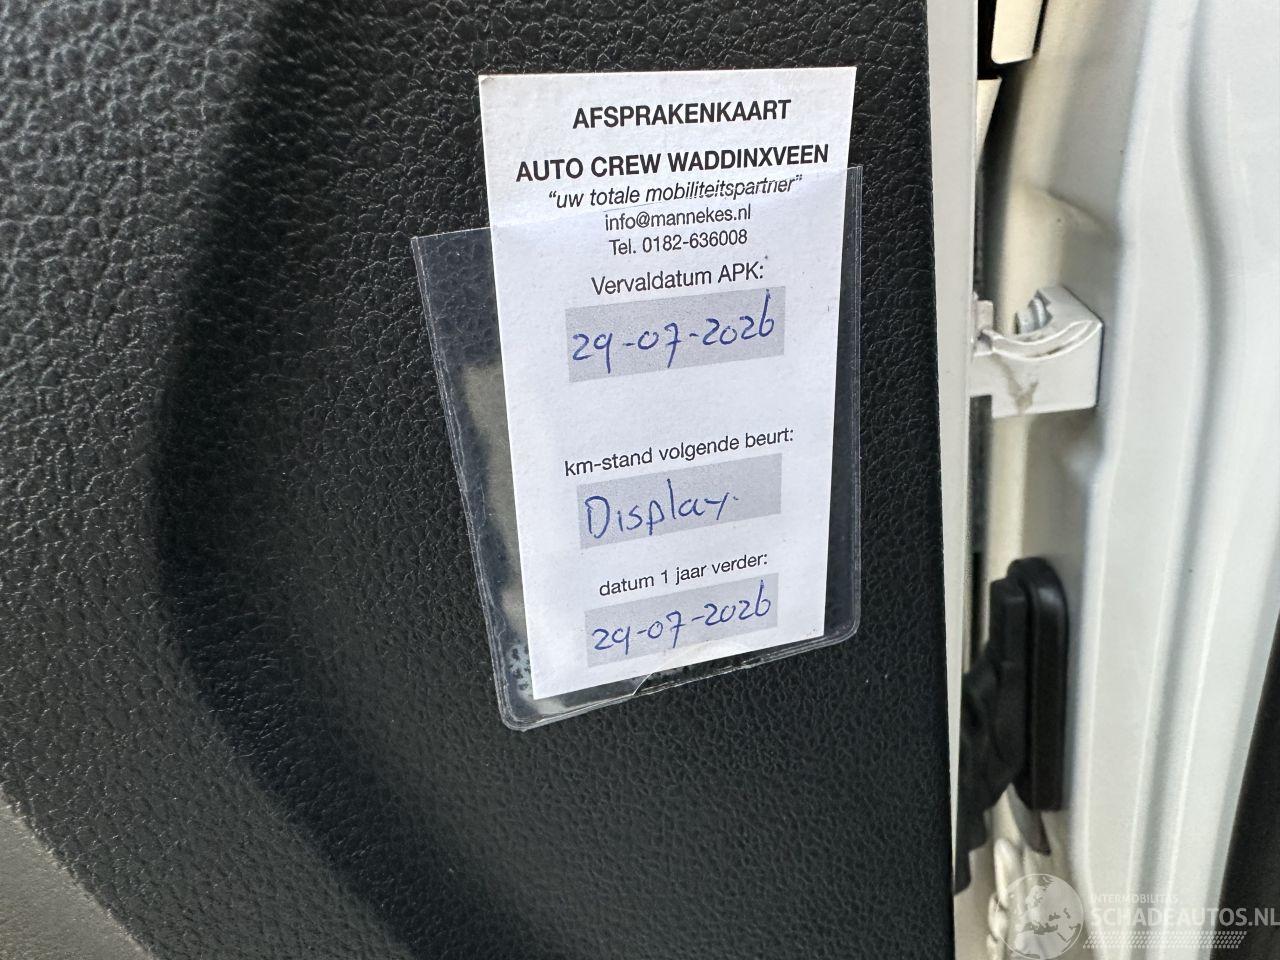 AFSPRAKENKAART
AUTO CREW WADDINXVEEN
“uw totale mobiliteitspartner”
info@mannekes.nl
Tel. 0182-636008
Vervaldatum APK:
29-07-2026
km-stand volgende beurt:
Display.
datum 1 jaar verder:
29-07-2026
INTERMOBILITAS
SCHADEAUTOS.NL